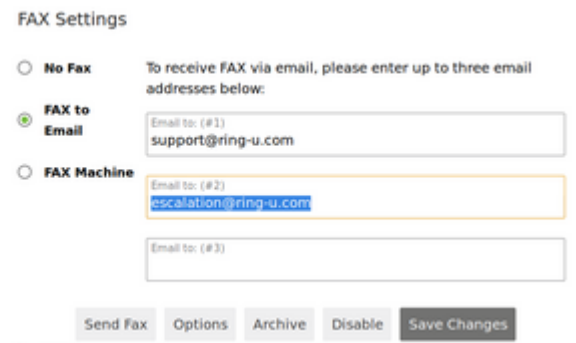 FAX Settings
No Fax
FAX to
Email
FAX Machine
To receive FAX via email, please enter up to three email
addresses below:
Email to: (#1)
support@ring-u.com
Email to: (#2)
escalation@ring-u.com
Email to: (#3)
Send Fax
Options
Archive
Disable
Save Changes